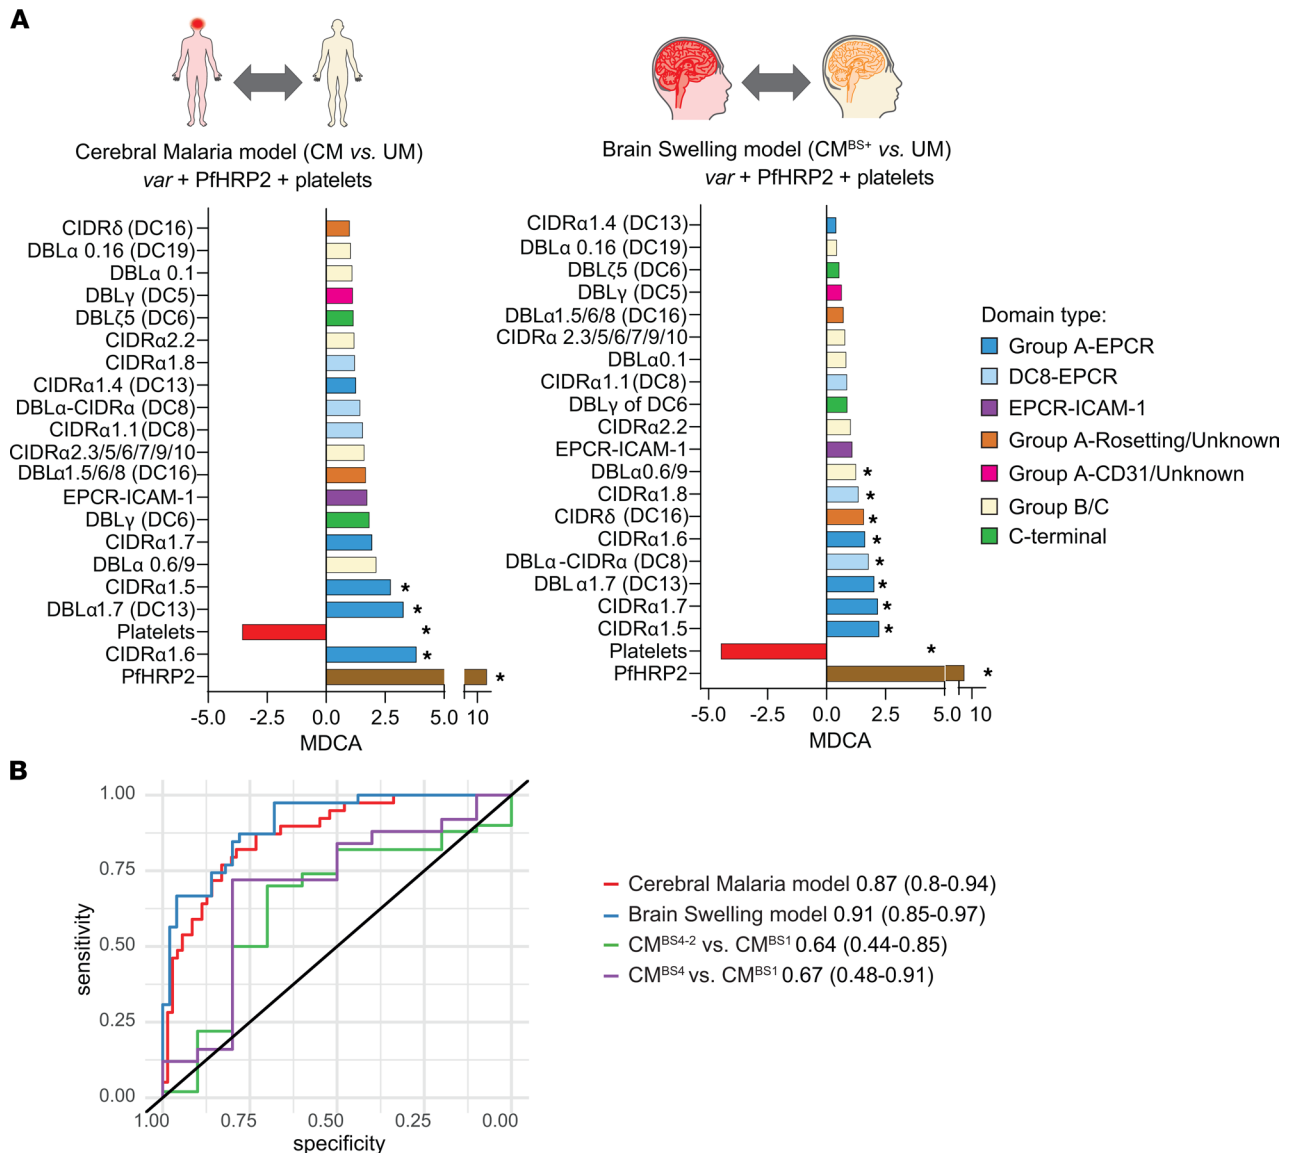 A
Cerebral Malaria model (CM vs. UM)
var + PfHRP2 + platelets
CIDRδ (DC16)
DBLα 0.16 (DC19)
DBLα 0.1
DBLγ (DC5)
DBLζ5 (DC6)
CIDRα2.2
CIDRα1.8
CIDRα1.4 (DC13)
DBLα-CIDRα (DC8)
CIDRα1.1(DC8)
CIDRα2.3/5/6/7/9/10
DBLα1.5/6/8 (DC16)
EPCR-ICAM-1
DBLγ (DC6)
CIDRα1.7
DBLα 0.6/9
CIDRα1.5 *
DBLα1.7 (DC13) *
Platelets *
CIDRα1.6 *
PfHRP2 *
-5.0 -2.5 0.0 2.5 5.0 10
MDCA
Brain Swelling model (CMBS+ vs. UM)
var + PfHRP2 + platelets
CIDRα1.4 (DC13)
DBLα 0.16 (DC19)
DBLζ5 (DC6)
DBLγ (DC5)
DBLα1.5/6/8 (DC16)
CIDRα 2.3/5/6/7/9/10
DBLα0.1
CIDRα1.1(DC8)
DBLγ of DC6
CIDRα2.2
EPCR-ICAM-1
DBLα0.6/9 *
CIDRα1.8 *
CIDRδ (DC16) *
CIDRα1.6 *
DBLα-CIDRα (DC8) *
DBLα1.7 (DC13) *
CIDRα1.7 *
CIDRα1.5 *
Platelets *
PfHRP2 *
-5.0 -2.5 0.0 2.5 5.0 10
MDCA
Domain type:
Group A-EPCR
DC8-EPCR
EPCR-ICAM-1
Group A-Rosetting/Unknown
Group A-CD31/Unknown
Group B/C
C-terminal
B
1.00
0.75
0.50
0.25
0.00
sensitivity
1.00 0.75 0.50 0.25 0.00
specificity
Cerebral Malaria model 0.87 (0.8-0.94)
Brain Swelling model 0.91 (0.85-0.97)
CMBS4-2 vs. CMBS1 0.64 (0.44-0.85)
CMBS4 vs. CMBS1 0.67 (0.48-0.91)